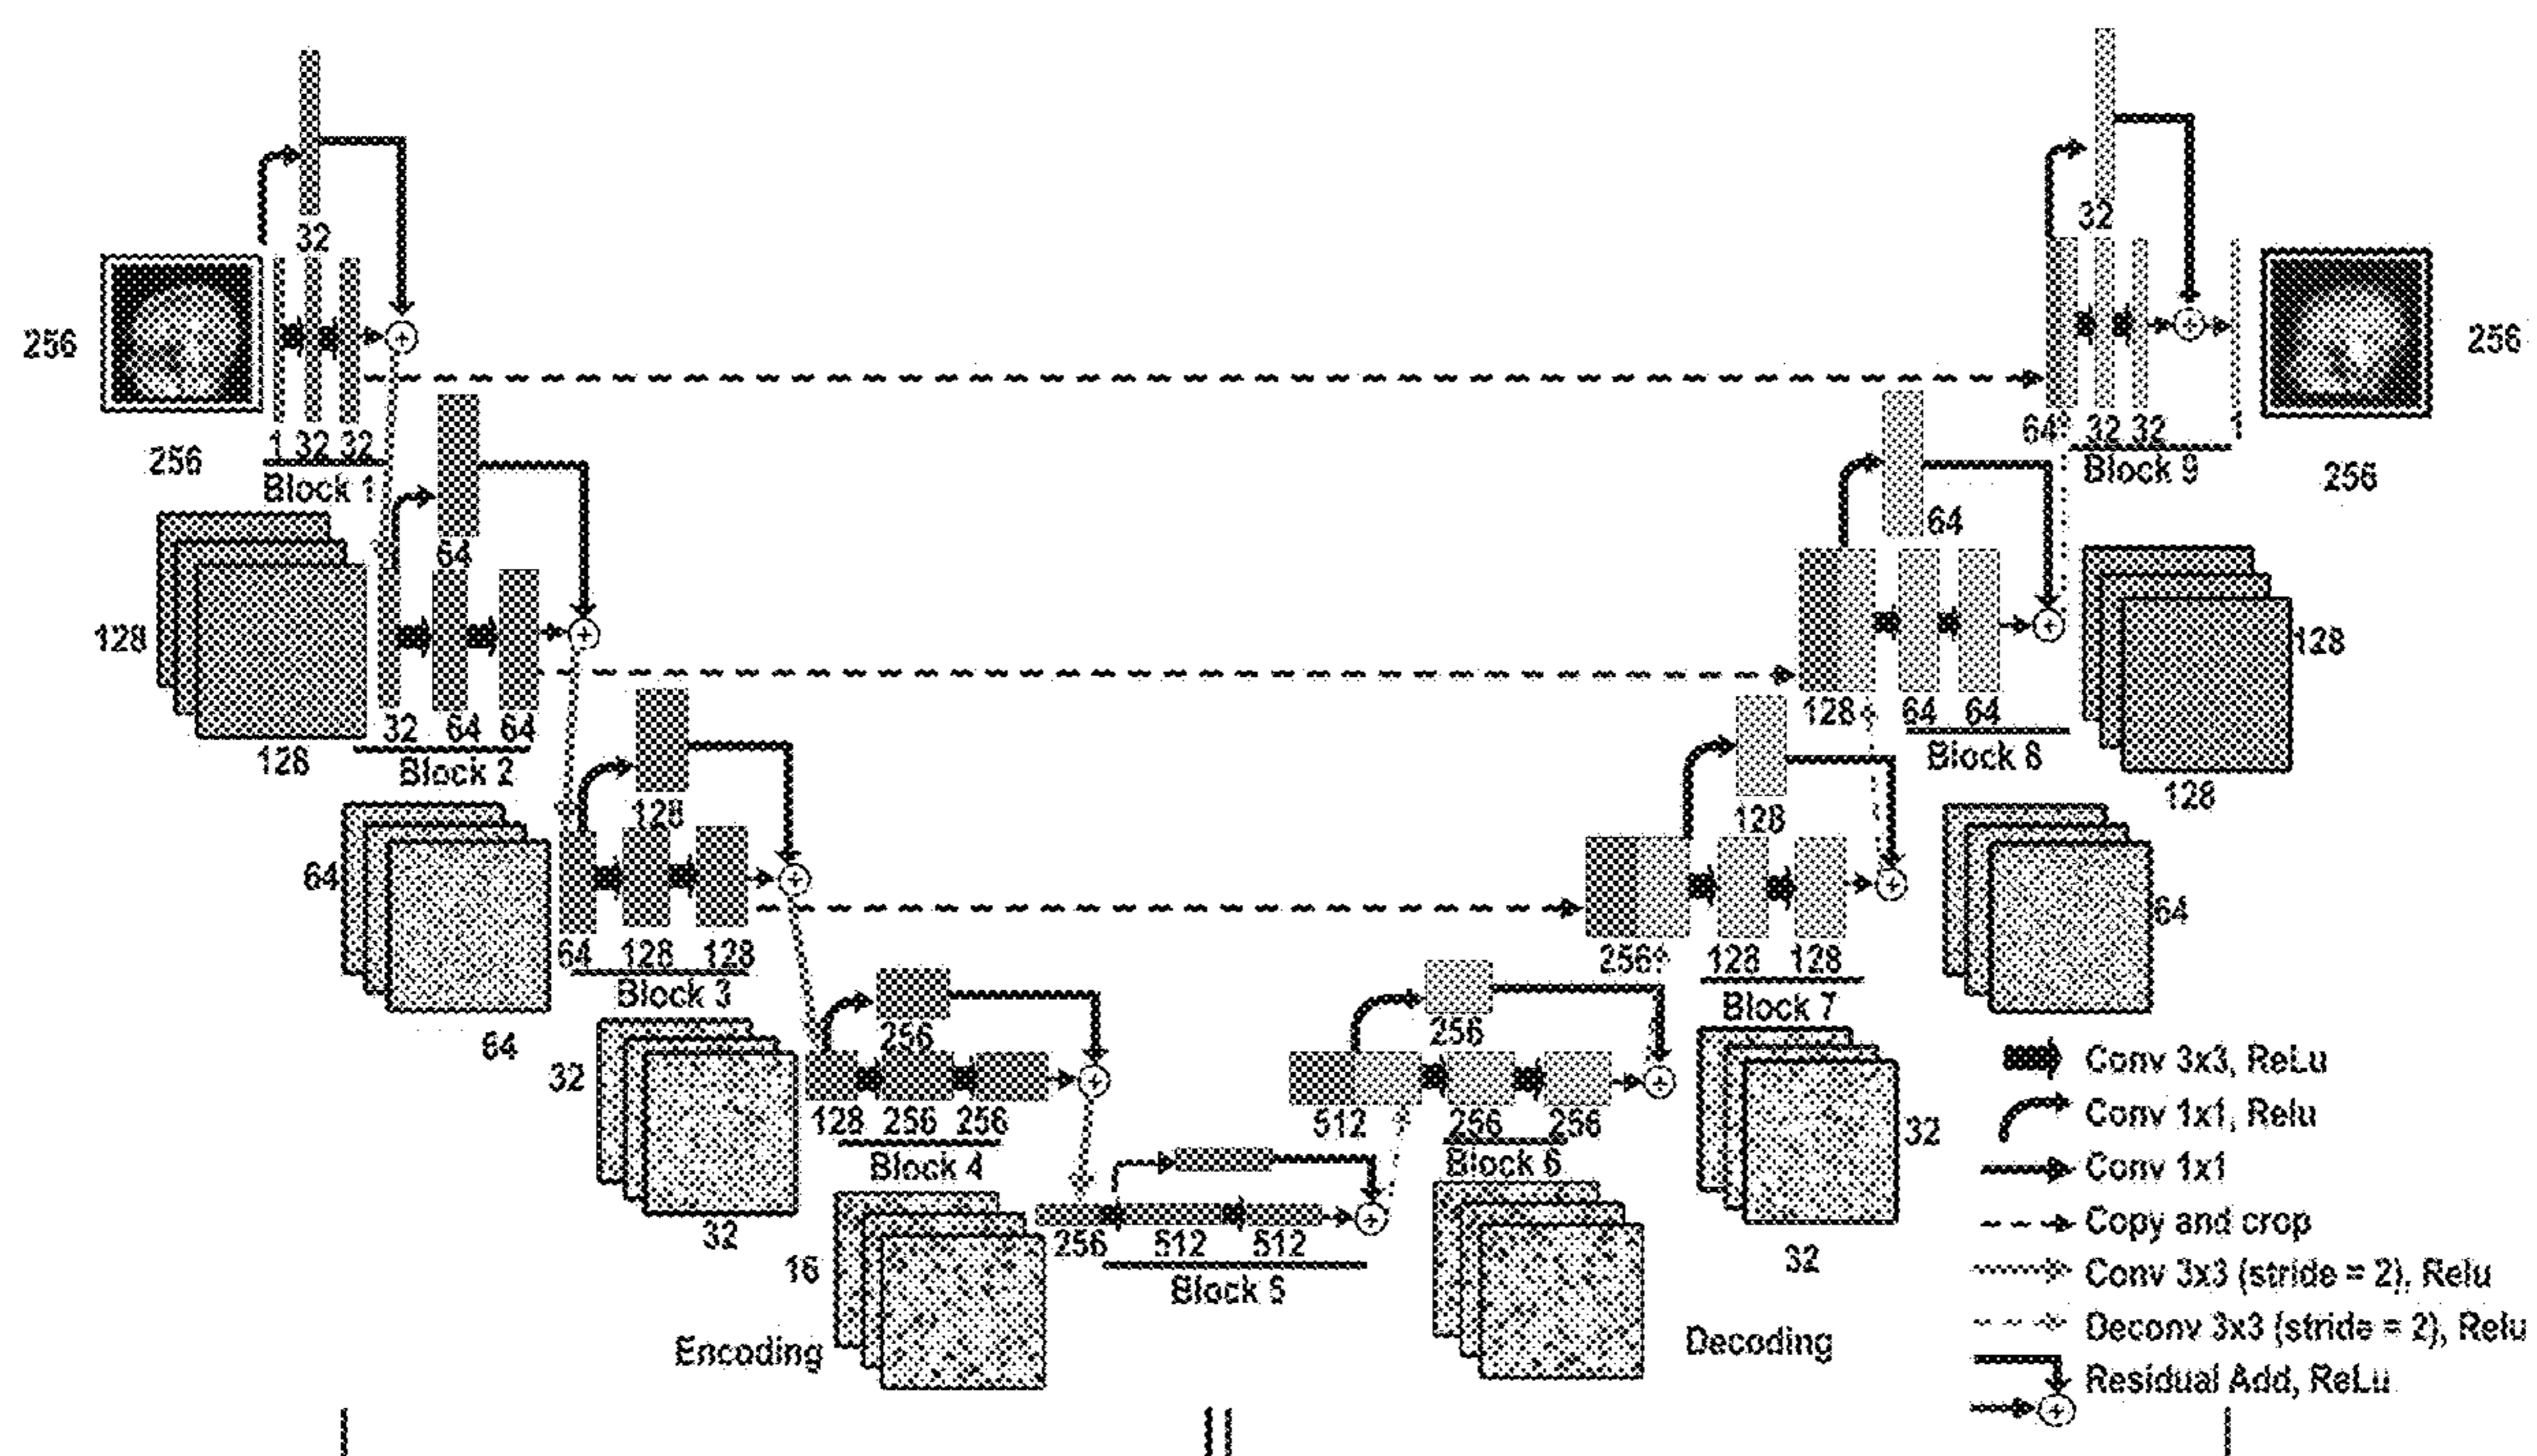 32
256
1 32 32
256
Block 1
64
128
32 64 64
128
Block 2
128
64
64 128 128
Block 3
64
256
32
128 256 256
Block 4
32
16
256 512 512
Block 5
Encoding
32
256
64 32 32
Block 9
256
64
128
128 64 64
Block 8
128
128
64
256 128 128
Block 7
256
32
512 256 256
Block 6
32
Decoding
Conv 3x3, ReLu
Conv 1x1, Relu
Conv 1x1
Copy and crop
Conv 3x3 (stride = 2), Relu
Deconv 3x3 (stride = 2), Relu
Residual Add, ReLu